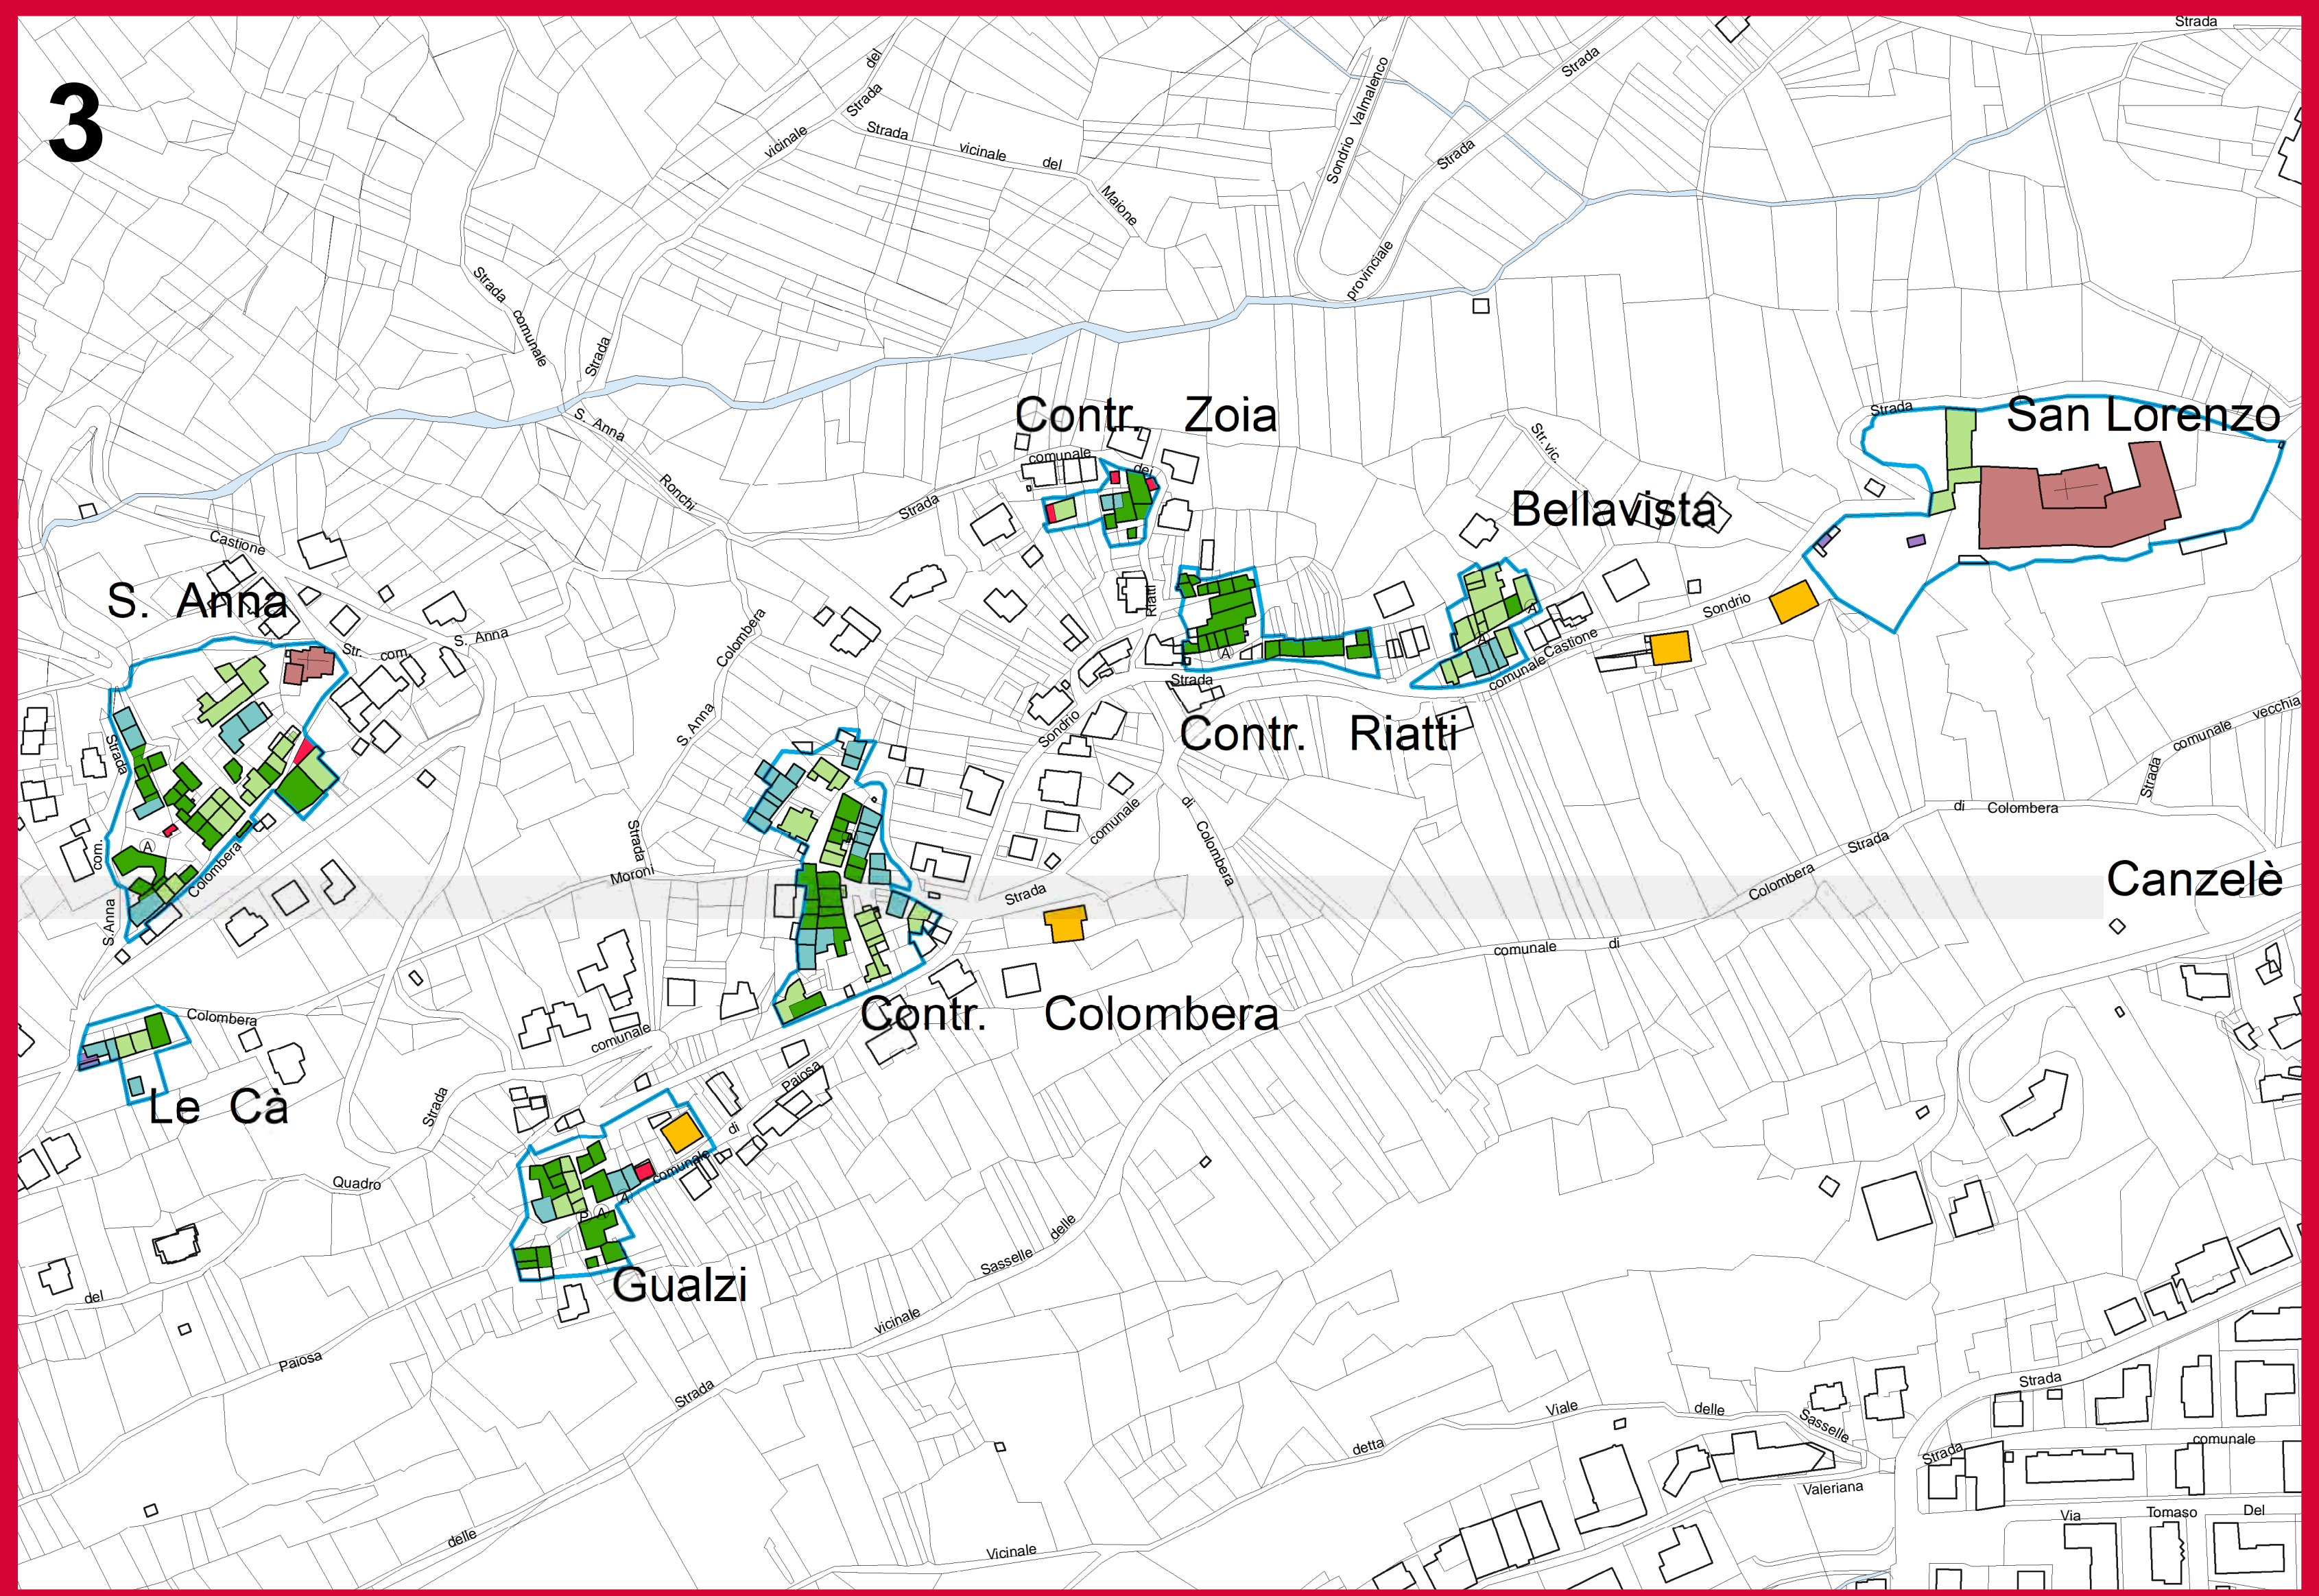 Strada
3
del
Strada
vicinale
Strada
vicinale
del
Maione
Sondrio Valmalenco
Strada
Strada
provinciale
Strada
comunale
Strada
S. Anna
Ronchi
Contr. Zoia
comunale
dei
Strada
Riatti
Str. vic.
Bellavista
Strada
San Lorenzo
Castione
S. Anna
Str. com.
S. Anna
Strada
com.
S.Anna
A
Colombera
Colombera
S. Anna
Strada
Moroni
Sondrio
A
Strada
Contr. Riatti
A
A
comunale Castione
Sondrio
comunale
di
Colombera
Strada
Strada
comunale
vecchia
di Colombera
Strada
Colombera
di
comunale
Canzelè
Contr. Colombera
Colombera
Le Cà
comunale
Strada
Paiosa
di
comunale
A
P A
Gualzi
Quadro
del
Paiosa
delle
Sasselle
vicinale
Strada
delle
Viale
delle
Sasselle
detta
Vicinale
Valeriana
Strada
Strada
comunale
Via Tomaso Del